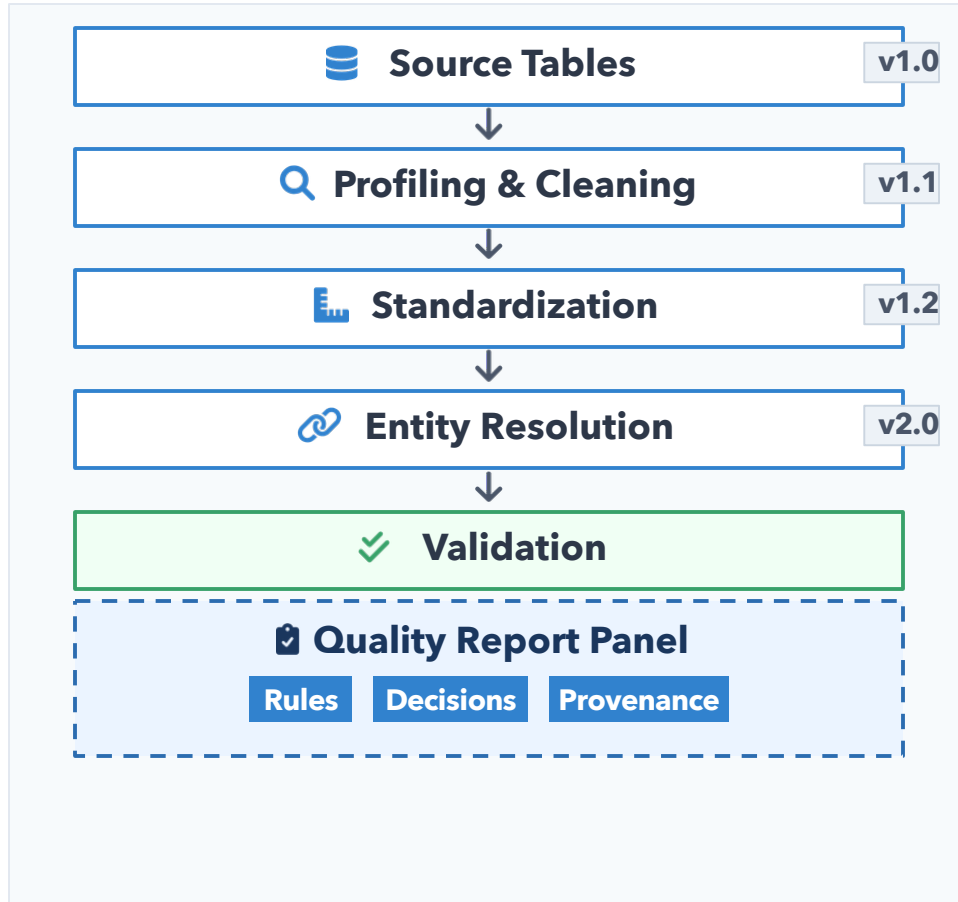 Source Tables
v1.0
Profiling & Cleaning
v1.1
Standardization
v1.2
Entity Resolution
v2.0
Validation
Quality Report Panel
Rules
Decisions
Provenance